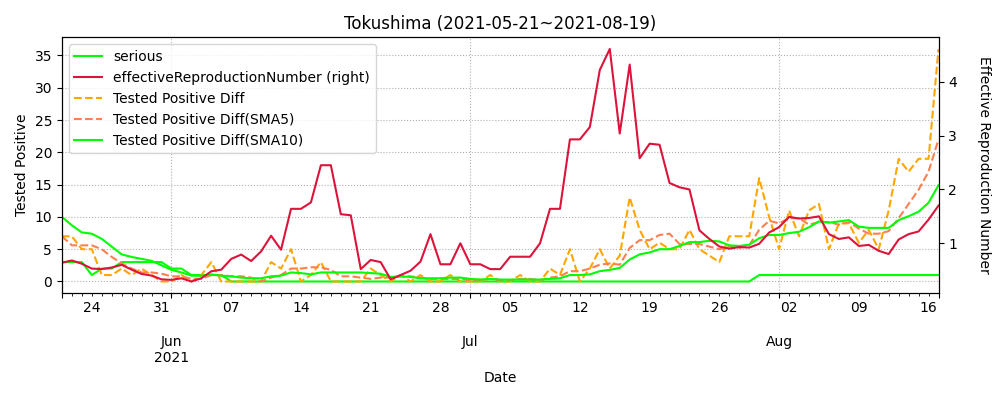 Tokushima (2021-05-21~2021-08-19)
serious
effectiveReproductionNumber (right)
Tested Positive Diff
Tested Positive Diff(SMA5)
Tested Positive Diff(SMA10)
Tested Positive
35
30
25
20
15
10
5
0
Effective Reproduction Number
4
3
2
1
24 31 07 14 21 28 05 12 19 26 02 09 16
Jun Jul Aug
2021
Date